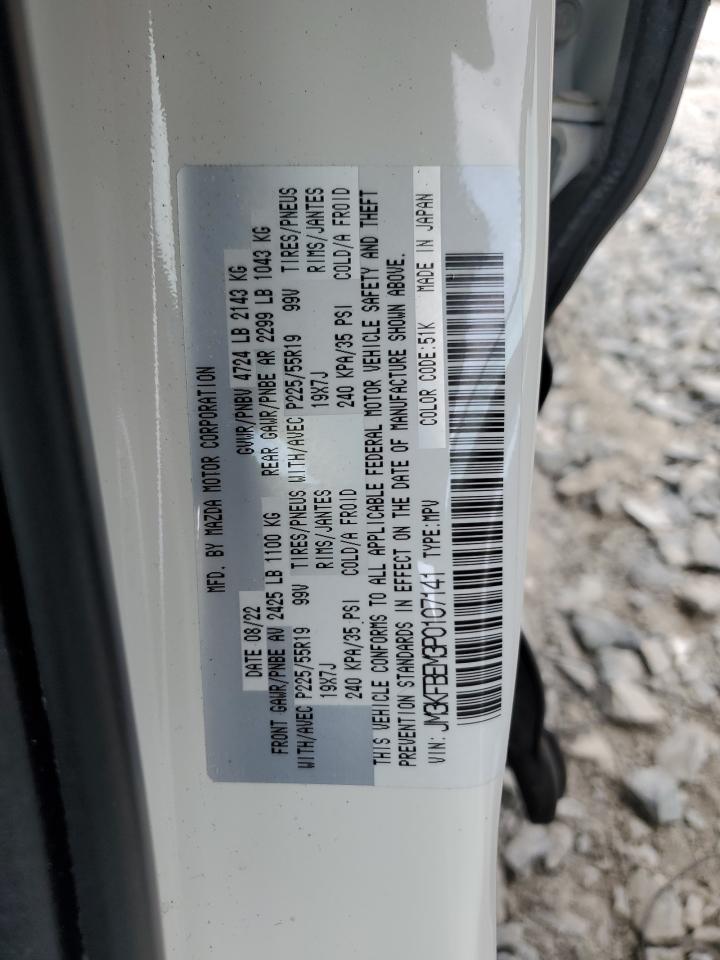 MFD. BY MAZDA MOTOR CORPORATION
DATE 08/22 GVWR/PNBV 4724 LB 2143 KG
FRONT GAWR/PNBE AV 2425 LB 1100 KG REAR GAWR/PNBE AR 2299 LB 1043 KG
WITH/AVEC P225/55R19 99V TIRES/PNEUS WITH/AVEC P225/55R19 99V TIRES/PNEUS
19X7J RIMS/JANTES 19X7J RIMS/JANTES
240 KPA/35 PSI COLD/A FROID 240 KPA/35 PSI COLD/A FROID
THIS VEHICLE CONFORMS TO ALL APPLICABLE FEDERAL MOTOR VEHICLE SAFETY AND THEFT
PREVENTION STANDARDS IN EFFECT ON THE DATE OF MANUFACTURE SHOWN ABOVE.
VIN: JM3KFBEM3P0107141 TYPE:MPV COLOR CODE:51K MADE IN JAPAN